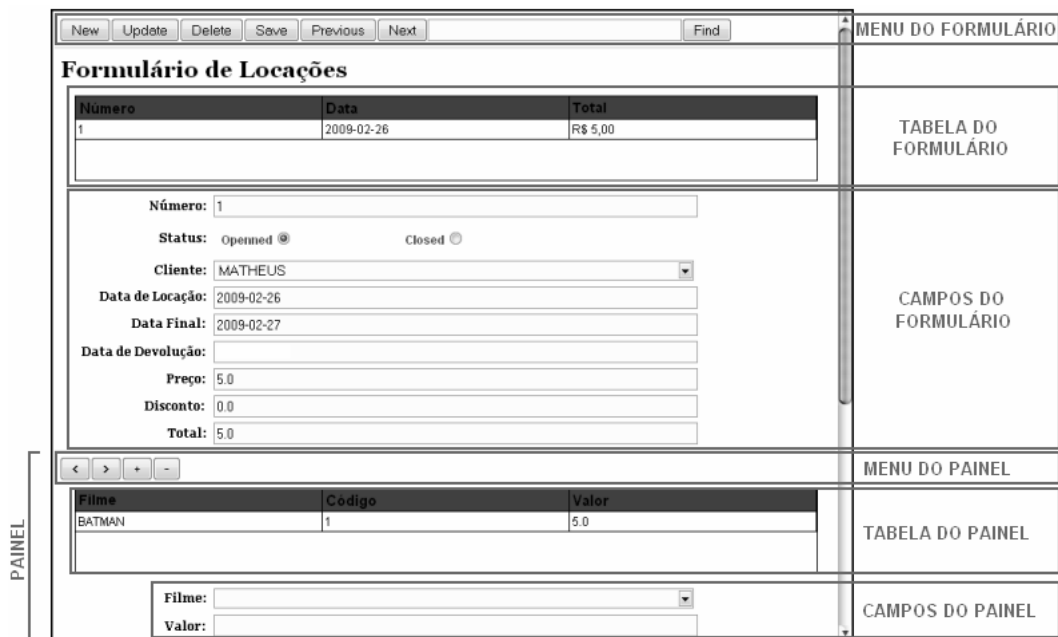 New Update Delete Save Previous Next Find
MENU DO FORMULÁRIO
Formulário de Locações
Número Data Total
1 2009-02-26 R$ 5,00
TABELA DO
FORMULÁRIO
Número: 1
Status: Openned Closed
Cliente: MATHEUS
Data de Locação: 2009-02-26
Data Final: 2009-02-27
Data de Devolução:
Preço: 5.0
Disconto: 0.0
Total: 5.0
CAMPOS DO
FORMULÁRIO
PAINEL
< > + -
MENU DO PAINEL
Filme Código Valor
BATMAN 1 5.0
TABELA DO PAINEL
Filme:
Valor:
CAMPOS DO PAINEL